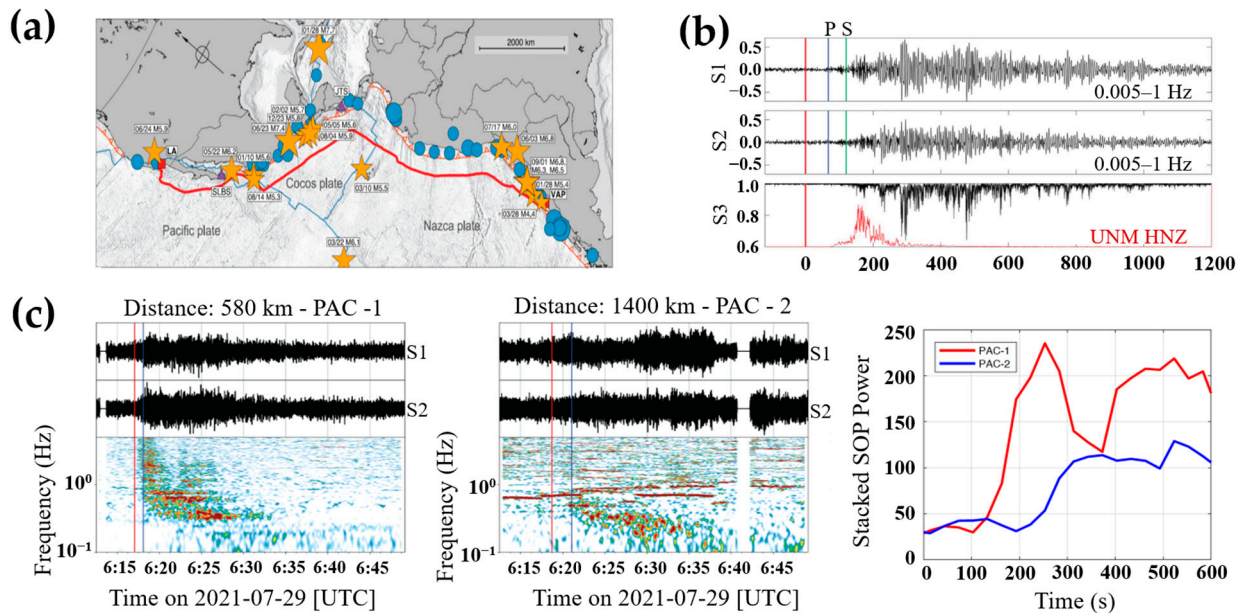 (a)
01/28 M7.7
2000 km
02/02 M5.7
JTS
12/23 M5.8
06/24 M5.9
06/23 M7.4
05/05 M5.6
07/17 M6.0
LA
08/04 M5.9
06/03 M6.8
05/22 M6.2
01/10 M5.6
Cocos plate
09/01 M6.8,
M6.3, M6.5
SLBS
03/10 M5.5
01/28 M5.4
08/14 M5.3
VAP
Pacific plate
Nazca plate
03/28 M4.4
03/22 M6.1
(b)
P S
S1
0.5
0.0
−0.5
0.005–1 Hz
S2
0.5
0.0
−0.5
0.005–1 Hz
S3
1.0
0.8
0.6
UNM HNZ
0 200 400 600 800 1000 1200
(c)
Distance: 580 km - PAC -1
S1
S2
Frequency (Hz)
10⁰
10⁻¹
6:15 6:20 6:25 6:30 6:35 6:40 6:45
Time on 2021-07-29 [UTC]
Distance: 1400 km - PAC - 2
S1
S2
Frequency (Hz)
10⁰
10⁻¹
6:15 6:20 6:25 6:30 6:35 6:40 6:45
Time on 2021-07-29 [UTC]
Stacked SOP Power
250
200
150
100
50
0
PAC-1
PAC-2
0 100 200 300 400 500 600
Time (s)